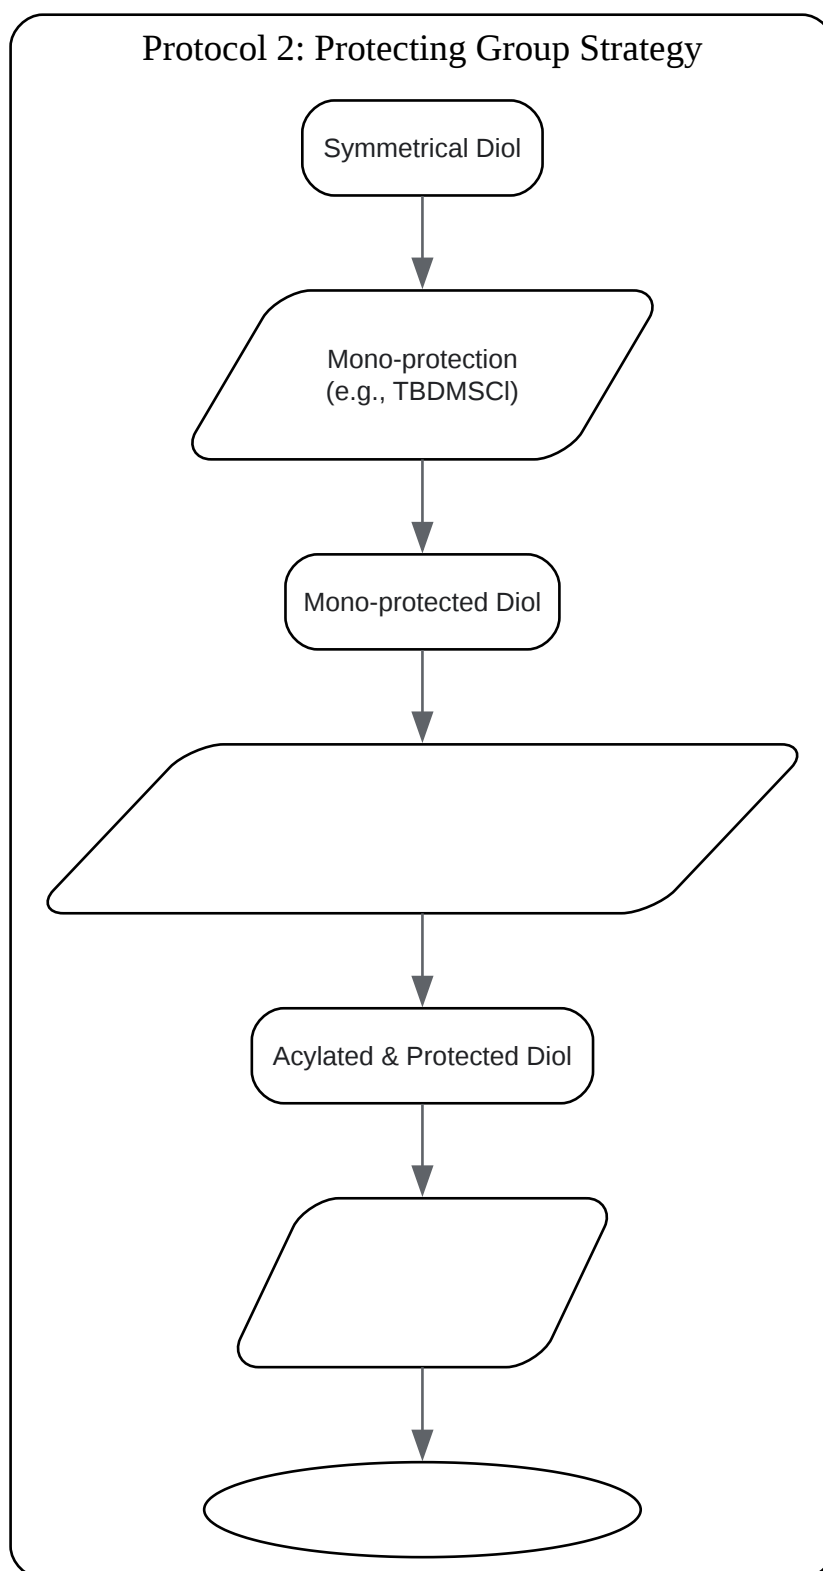 Protocol 2: Protecting Group Strategy
Symmetrical Diol
Mono-protection
(e.g., TBDMSCl)
Mono-protected Diol
Acylated & Protected Diol